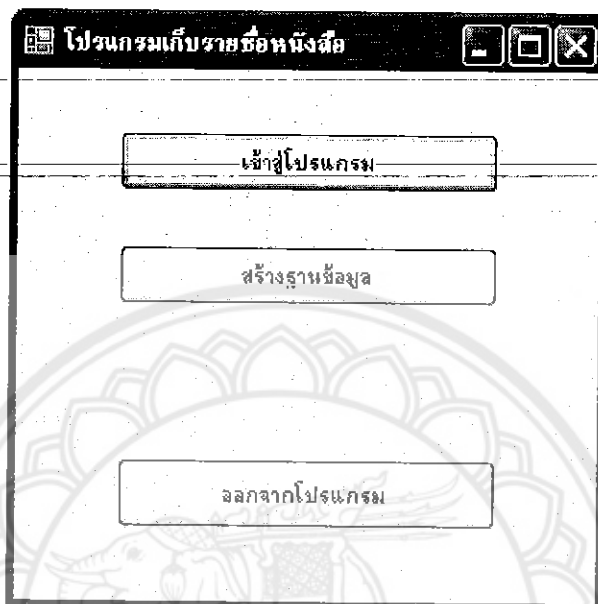 โปรแกรมเก็บรายชื่อหนังสือ
เข้าสู่โปรแกรม
สร้างฐานข้อมูล
ออกจากโปรแกรม